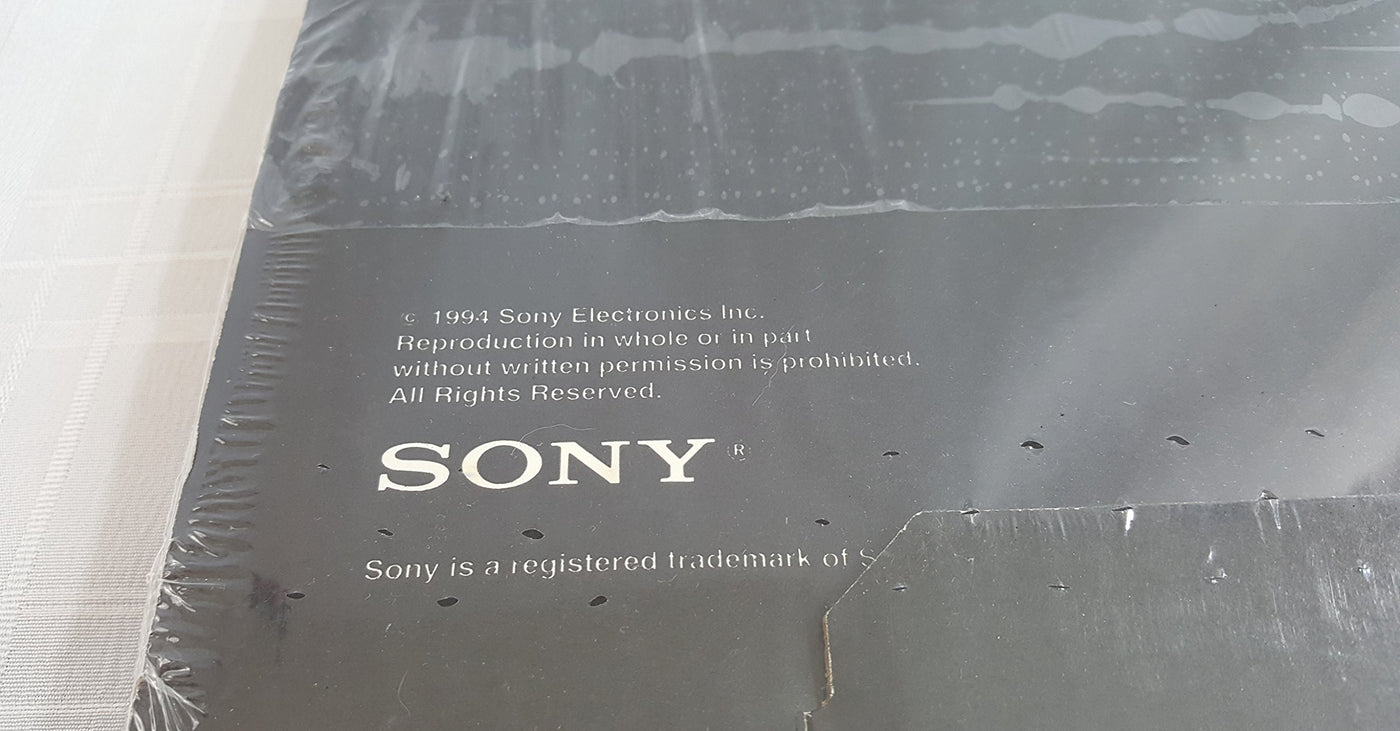 © 1994 Sony Electronics Inc.
Reproduction in whole or in part
without written permission is prohibited.
All Rights Reserved.
SONY ®
Sony is a registered trademark of S